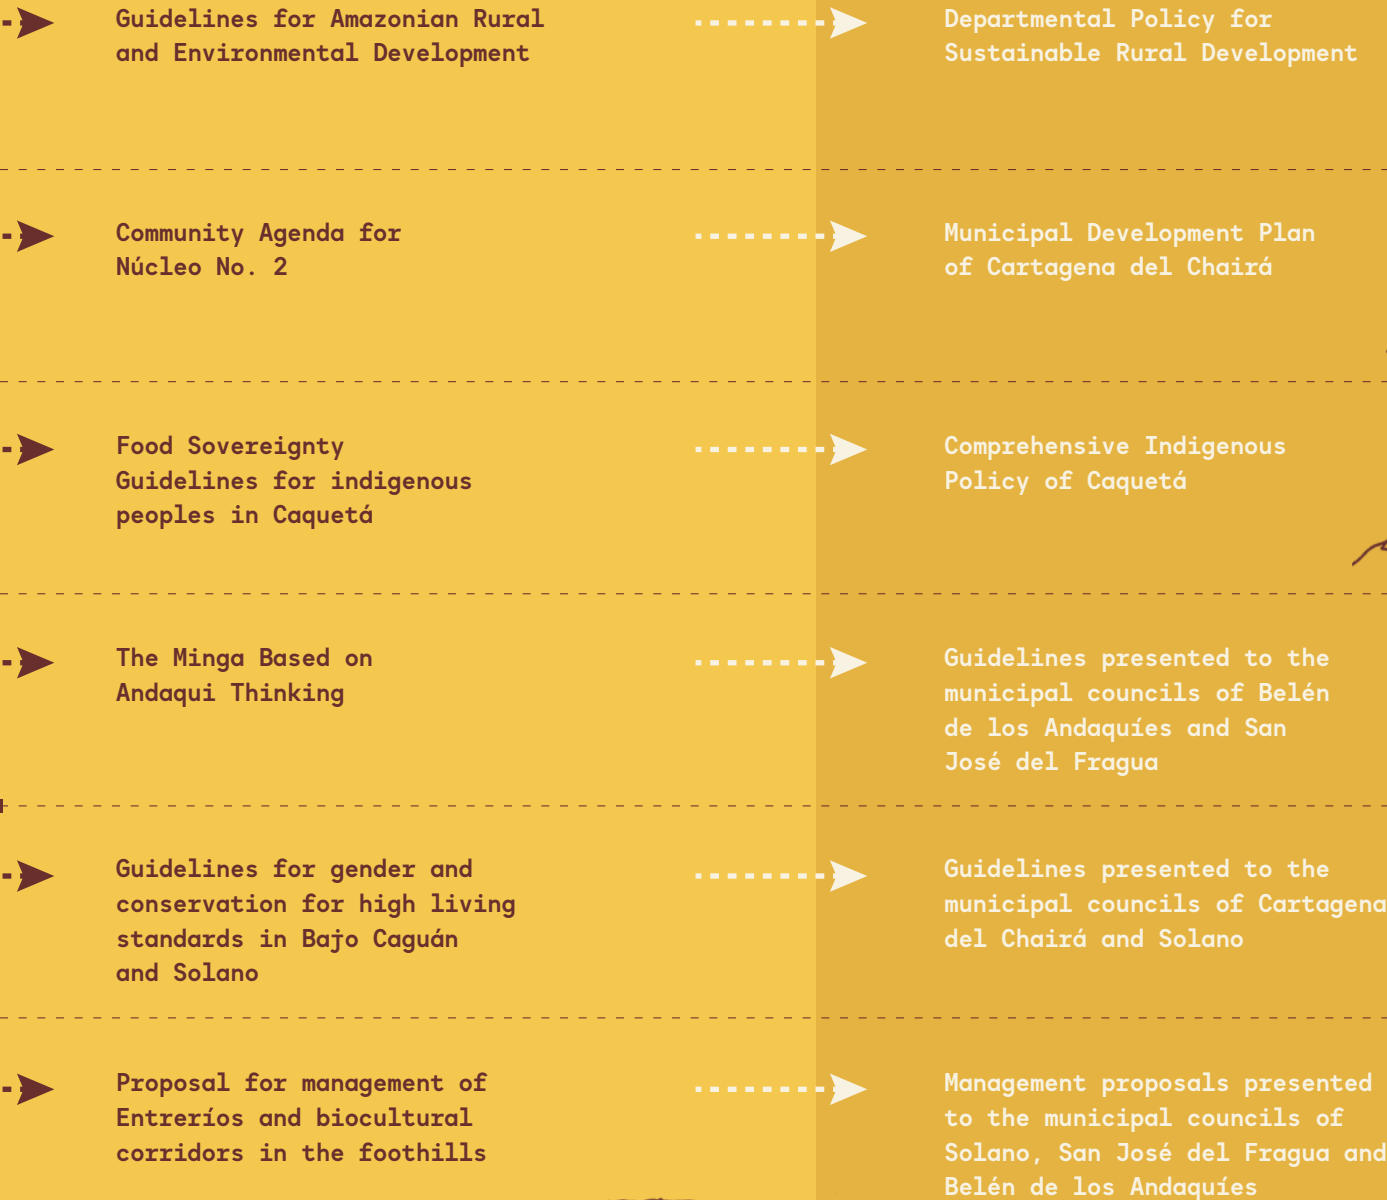 Guidelines for Amazonian Rural
and Environmental Development
Departmental Policy for
Sustainable Rural Development
Community Agenda for
Núcleo No. 2
Municipal Development Plan
of Cartagena del Chairá
Food Sovereignty
Guidelines for indigenous
peoples in Caquetá
Comprehensive Indigenous
Policy of Caquetá
The Minga Based on
Andaqui Thinking
Guidelines presented to the
municipal councils of Belén
de los Andaquíes and San
José del Fragua
Guidelines for gender and
conservation for high living
standards in Bajo Caguán
and Solano
Guidelines presented to the
municipal councils of Cartagena
del Chairá and Solano
Proposal for management of
Entreríos and biocultural
corridors in the foothills
Management proposals presented
to the municipal councils of
Solano, San José del Fragua and
Belén de los Andaquíes